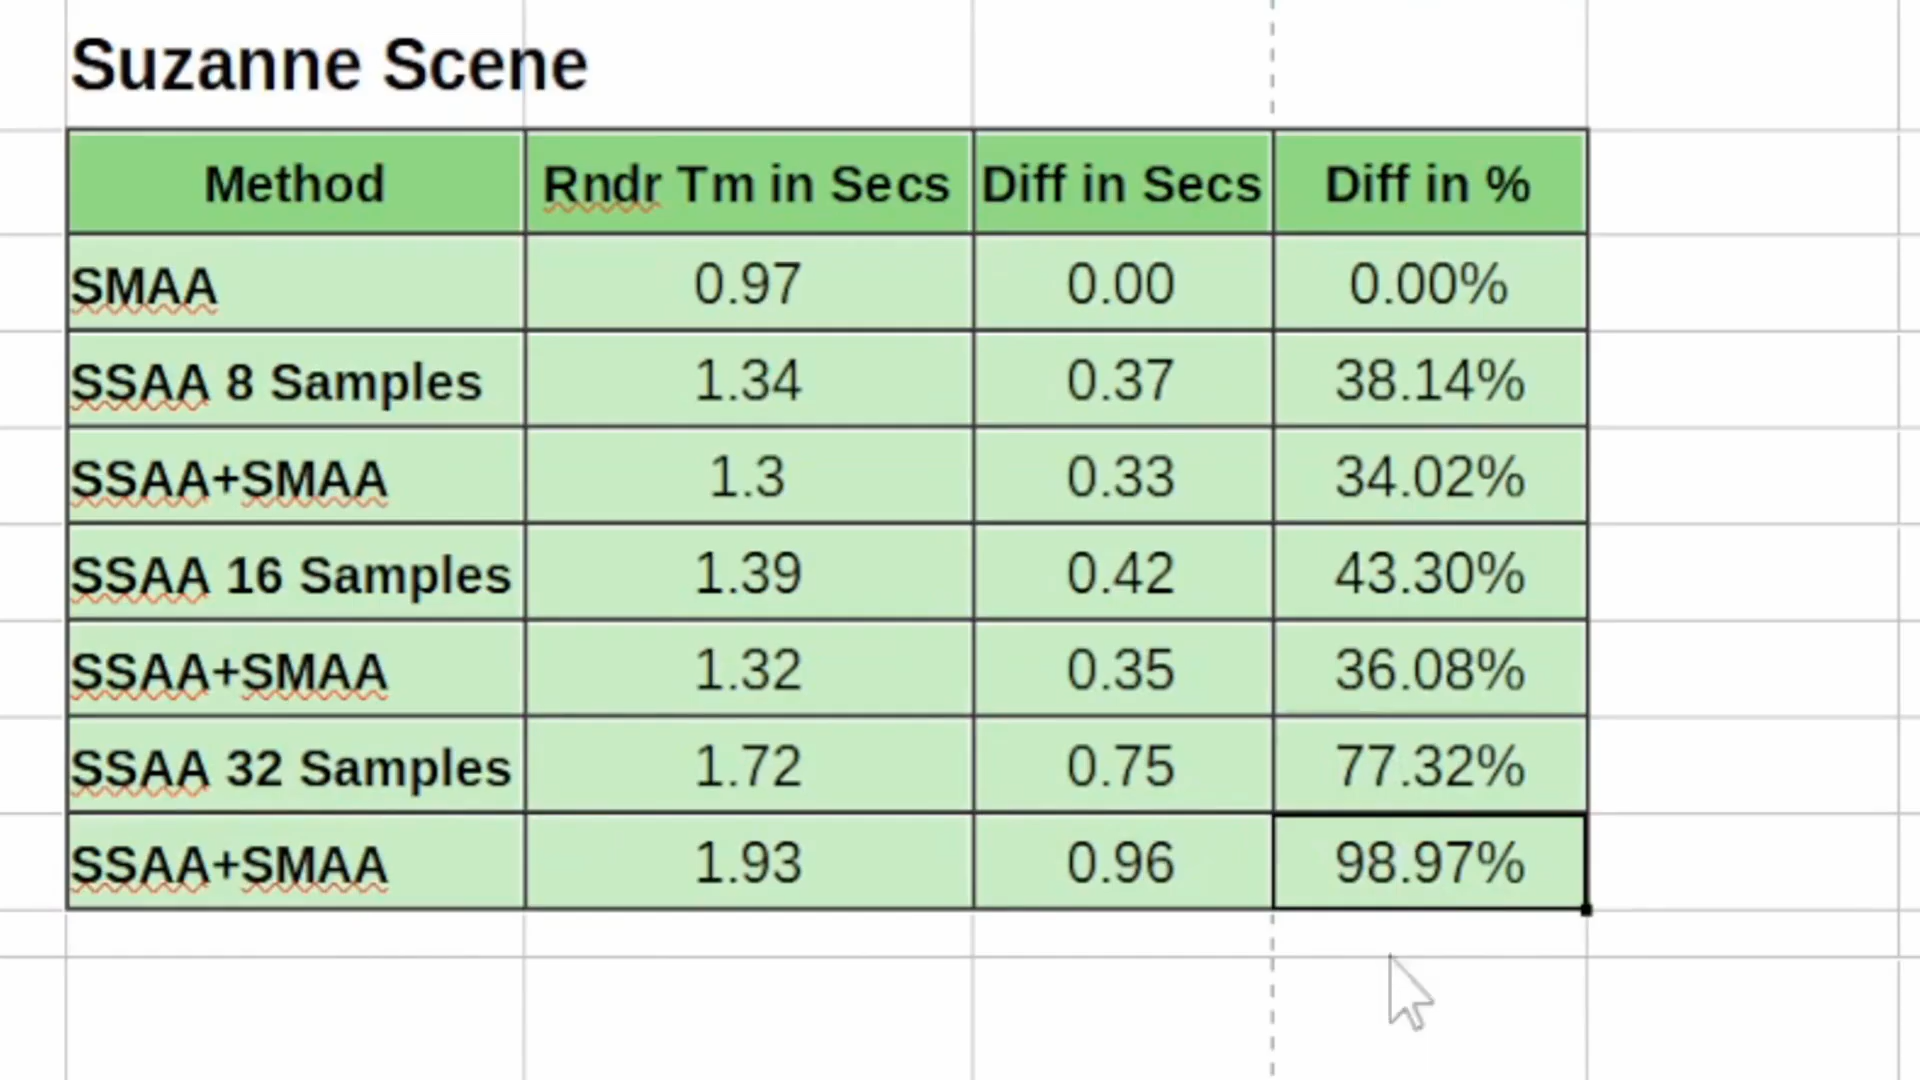 Suzanne Scene
Method Rndr Tm in Secs Diff in Secs Diff in %
SMAA 0.97 0.00 0.00%
SSAA 8 Samples 1.34 0.37 38.14%
SSAA+SMAA 1.3 0.33 34.02%
SSAA 16 Samples 1.39 0.42 43.30%
SSAA+SMAA 1.32 0.35 36.08%
SSAA 32 Samples 1.72 0.75 77.32%
SSAA+SMAA 1.93 0.96 98.97%